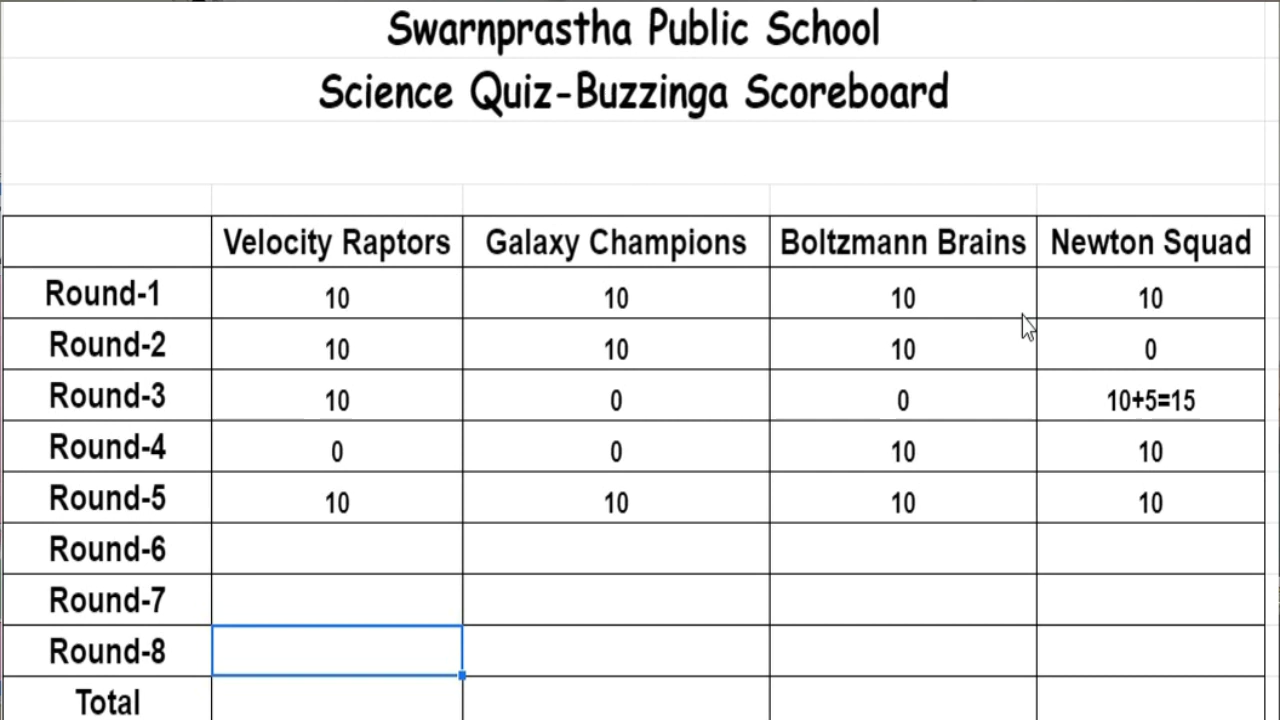 Swarnprastha Public School
Science Quiz-Buzzinga Scoreboard
Velocity Raptors Galaxy Champions Boltzmann Brains Newton Squad
Round-1 10 10 10 10
Round-2 10 10 10 0
Round-3 10 0 0 10+5=15
Round-4 0 0 10 10
Round-5 10 10 10 10
Round-6
Round-7
Round-8
Total